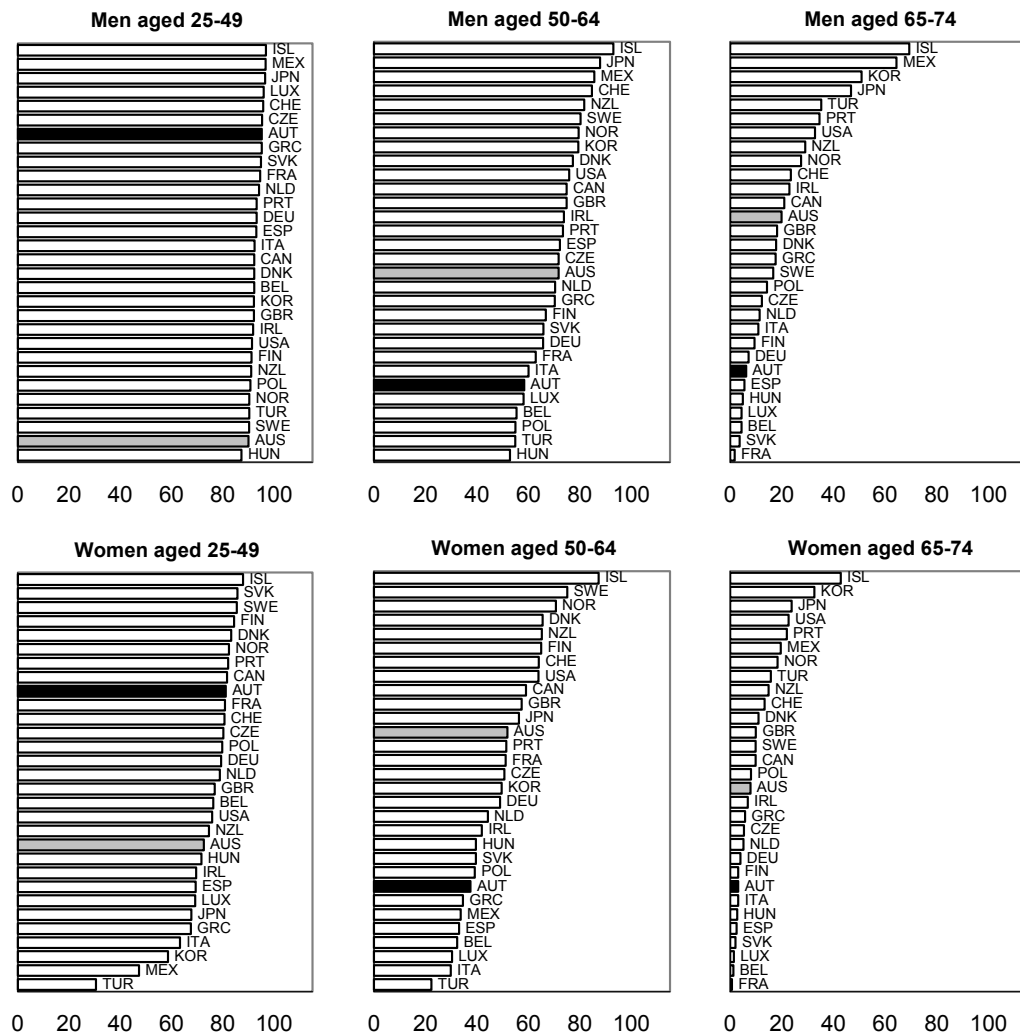 Men aged 25-49
ISL
MEX
JPN
LUX
CHE
CZE
AUT
GRC
SVK
FRA
NLD
PRT
DEU
ESP
ITA
CAN
DNK
BEL
KOR
GBR
IRL
USA
FIN
NZL
POL
NOR
TUR
SWE
AUS
HUN
0 20 40 60 80 100
Men aged 50-64
ISL
JPN
MEX
CHE
NZL
SWE
NOR
KOR
DNK
USA
CAN
GBR
IRL
PRT
ESP
CZE
AUS
NLD
GRC
FIN
SVK
DEU
FRA
ITA
AUT
LUX
BEL
POL
TUR
HUN
0 20 40 60 80 100
Men aged 65-74
ISL
MEX
KOR
JPN
TUR
PRT
USA
NZL
NOR
CHE
IRL
CAN
AUS
GBR
DNK
GRC
SWE
POL
CZE
NLD
ITA
FIN
DEU
AUT
ESP
HUN
LUX
BEL
SVK
FRA
0 20 40 60 80 100
Women aged 25-49
ISL
SVK
SWE
FIN
DNK
NOR
PRT
CAN
AUT
FRA
CHE
CZE
POL
DEU
NLD
GBR
BEL
USA
NZL
AUS
HUN
IRL
ESP
LUX
JPN
GRC
ITA
KOR
MEX
TUR
0 20 40 60 80 100
Women aged 50-64
ISL
SWE
NOR
DNK
NZL
FIN
CHE
USA
CAN
GBR
JPN
AUS
PRT
FRA
CZE
KOR
DEU
NLD
IRL
HUN
SVK
POL
AUT
GRC
MEX
ESP
BEL
LUX
ITA
TUR
0 20 40 60 80 100
Women aged 65-74
ISL
KOR
JPN
USA
PRT
MEX
NOR
TUR
NZL
CHE
DNK
GBR
SWE
CAN
POL
AUS
IRL
GRC
CZE
NLD
DEU
FIN
AUT
ITA
HUN
ESP
SVK
LUX
BEL
FRA
0 20 40 60 80 100